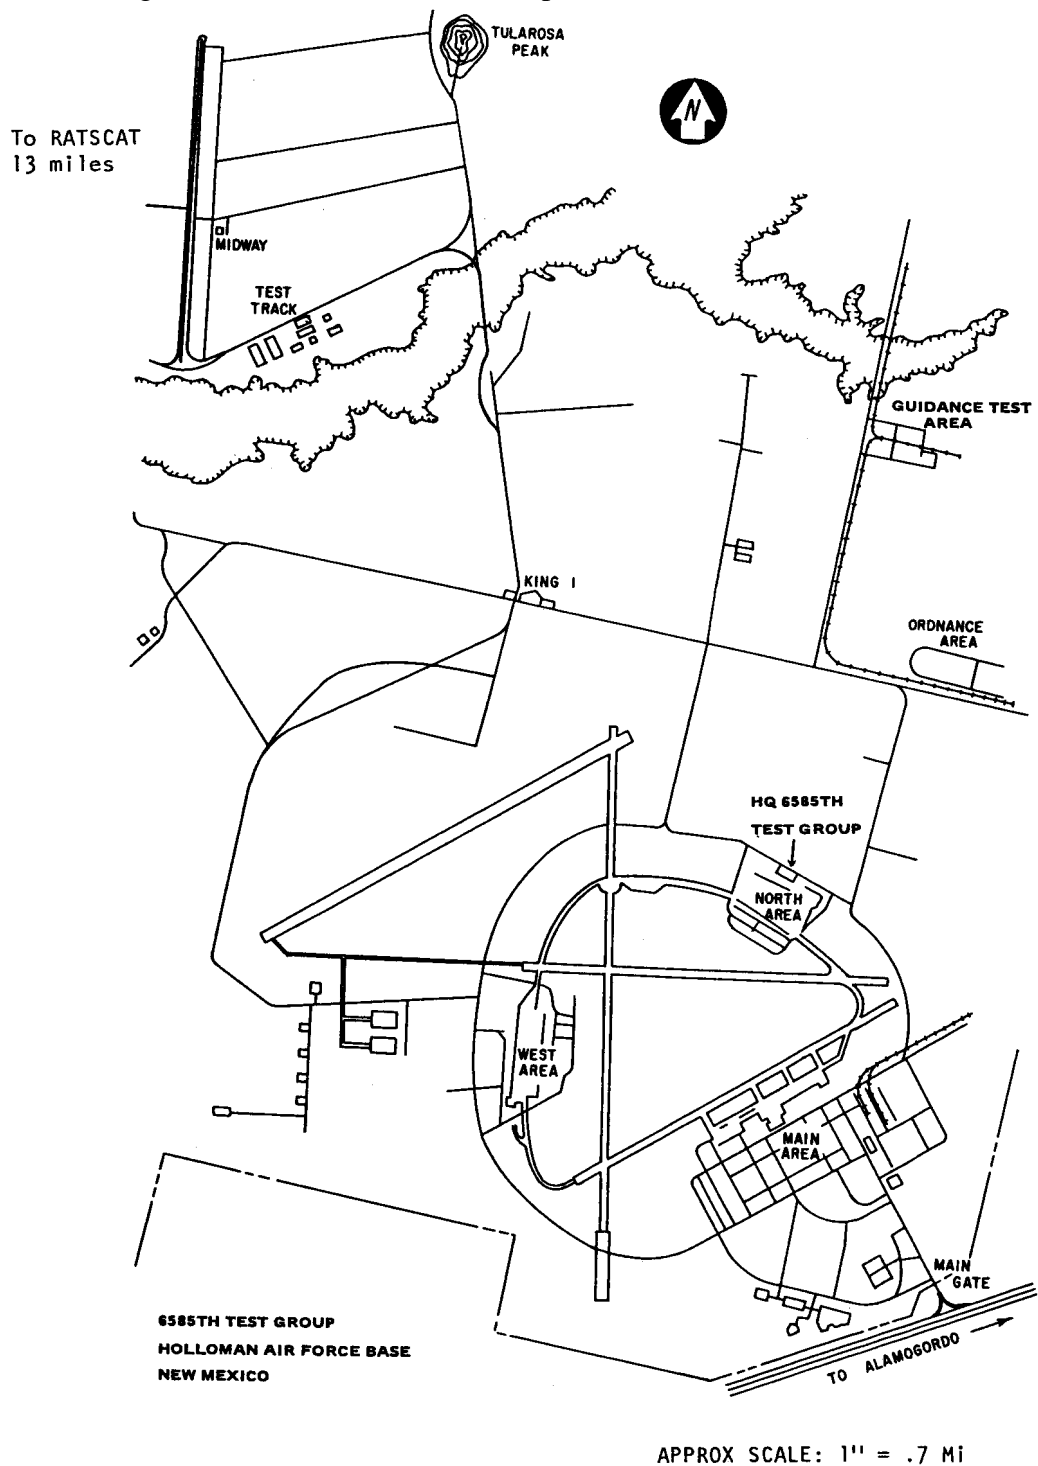 TULAROSA
PEAK
N
To RATSCAT
13 miles
MIDWAY
TEST
TRACK
GUIDANCE TEST
AREA
KING 1
ORDNANCE
AREA
HQ 6585TH
TEST GROUP
NORTH
AREA
WEST
AREA
MAIN
AREA
MAIN
GATE
6585TH TEST GROUP
HOLLOMAN AIR FORCE BASE
NEW MEXICO
TO ALAMOGORDO
APPROX SCALE: 1" = .7 Mi